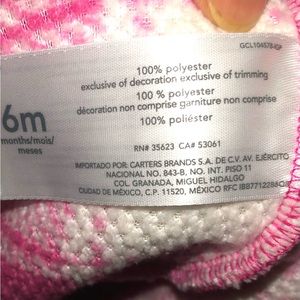 GCL104578-IGP
100% polyester
exclusive of decoration exclusive of trimming
100 % polyester
décoration non comprise garniture non comprise
100% poliéster
6m
months/mois/
meses
RN# 35623 CA# 53061
IMPORTADO POR: CARTERS BRANDS S.A. DE C.V. AV. EJÉRCITO
NACIONAL NO. 843-B, NO. INT. PISO 11
COL GRANADA, MIGUEL HIDALGO
CIUDAD DE MÉXICO, C.P. 11520, MÉXICO RFC